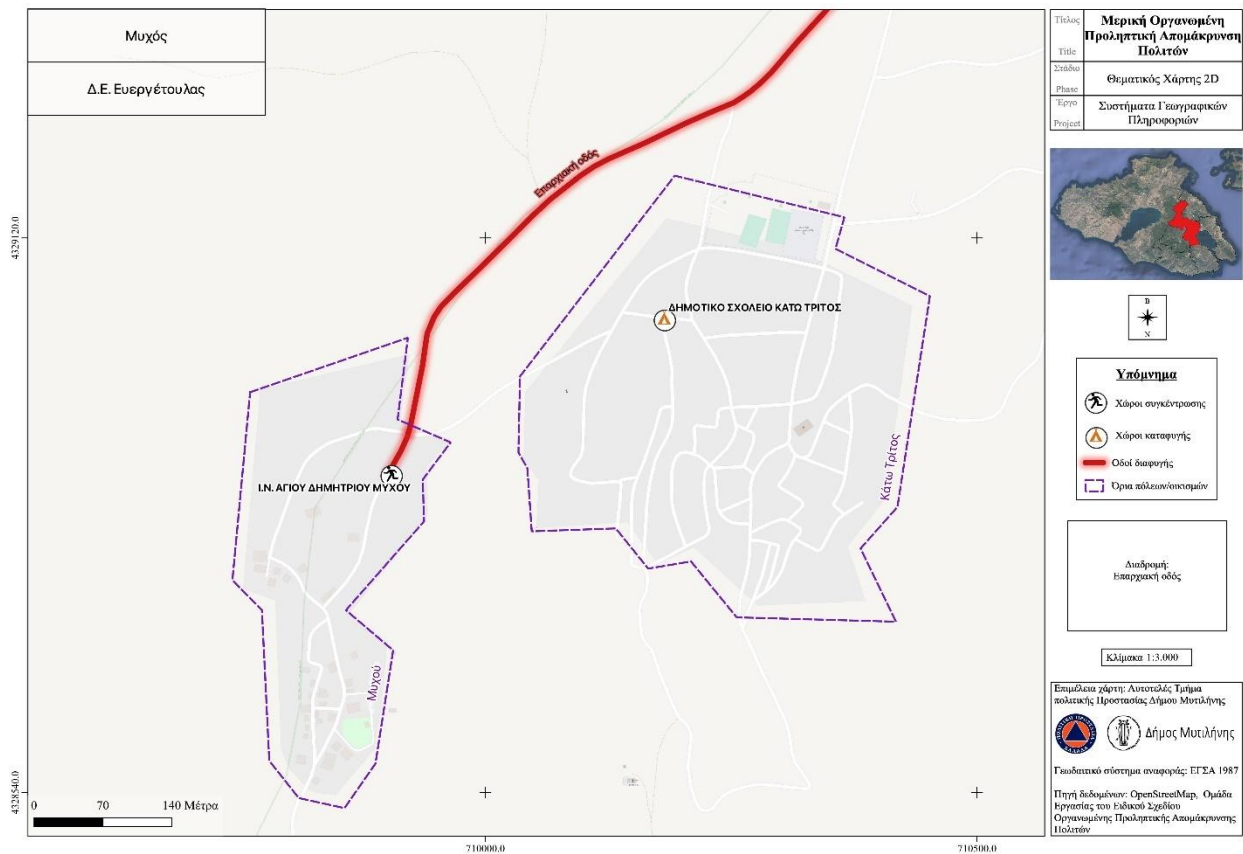 Μυχός
Δ.Ε. Ευεργέτουλας
Επαρχιακή οδός
ΔΗΜΟΤΙΚΟ ΣΧΟΛΕΙΟ ΚΑΤΩ ΤΡΙΤΟΣ
Ι.Ν. ΑΓΙΟΥ ΔΗΜΗΤΡΙΟΥ ΜΥΧΟΥ
Κάτω Τρίτος
Μυχού
4329120.0
4328540.0
0 70 140 Μέτρα
710000.0
710500.0
Τίτλος
Title
Μερική Οργανωμένη
Προληπτική Απομάκρυνση
Πολιτών
Στάδιο
Phase
Θεματικός Χάρτης 2D
Έργο
Project
Συστήματα Γεωγραφικών
Πληροφοριών
Β
Ν
Υπόμνημα
Χώροι συγκέντρωσης
Χώροι καταφυγής
Οδοί διαφυγής
Όρια πόλεων/οικισμών
Διαδρομή:
Επαρχιακή οδός
Κλίμακα 1:3.000
Επιμέλεια χάρτη: Αυτοτελές Τμήμα
πολιτικής Προστασίας Δήμου Μυτιλήνης
ΠΟΛΙΤΙΚΗ ΠΡΟΣΤΑΣΙΑ
ΕΛΛΑΔΑ
Δήμος Μυτιλήνης
Γεωδαιτικό σύστημα αναφοράς: ΕΓΣΑ 1987
Πηγή δεδομένων: OpenStreetMap, Ομάδα
Εργασίας του Ειδικού Σχεδίου
Οργανωμένης Προληπτικής Απομάκρυνσης
Πολιτών